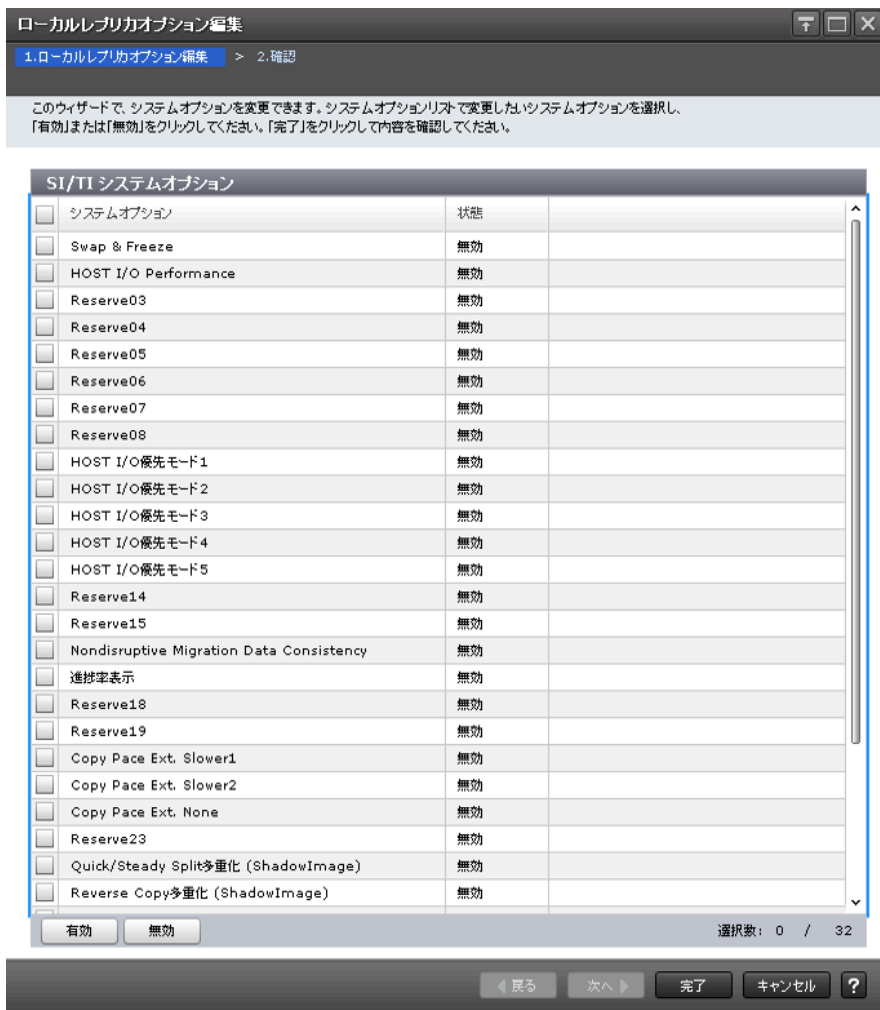 ローカルレプリカオプション編集
1.ローカルレプリカオプション編集 > 2.確認
このウィザードで、システムオプションを変更できます。システムオプションリストで変更したいシステムオプションを選択し、
「有効」または「無効」をクリックしてください。「完了」をクリックして内容を確認してください。
SI/TI システムオプション
システムオプション 状態
Swap & Freeze 無効
HOST I/O Performance 無効
Reserve03 無効
Reserve04 無効
Reserve05 無効
Reserve06 無効
Reserve07 無効
Reserve08 無効
HOST I/O優先モード1 無効
HOST I/O優先モード2 無効
HOST I/O優先モード3 無効
HOST I/O優先モード4 無効
HOST I/O優先モード5 無効
Reserve14 無効
Reserve15 無効
Nondisruptive Migration Data Consistency 無効
進捗率表示 無効
Reserve18 無効
Reserve19 無効
Copy Pace Ext. Slower1 無効
Copy Pace Ext. Slower2 無効
Copy Pace Ext. None 無効
Reserve23 無効
Quick/Steady Split多重化 (ShadowImage) 無効
Reverse Copy多重化 (ShadowImage) 無効
有効 無効 選択数: 0 / 32
戻る 次へ 完了 キャンセル ?